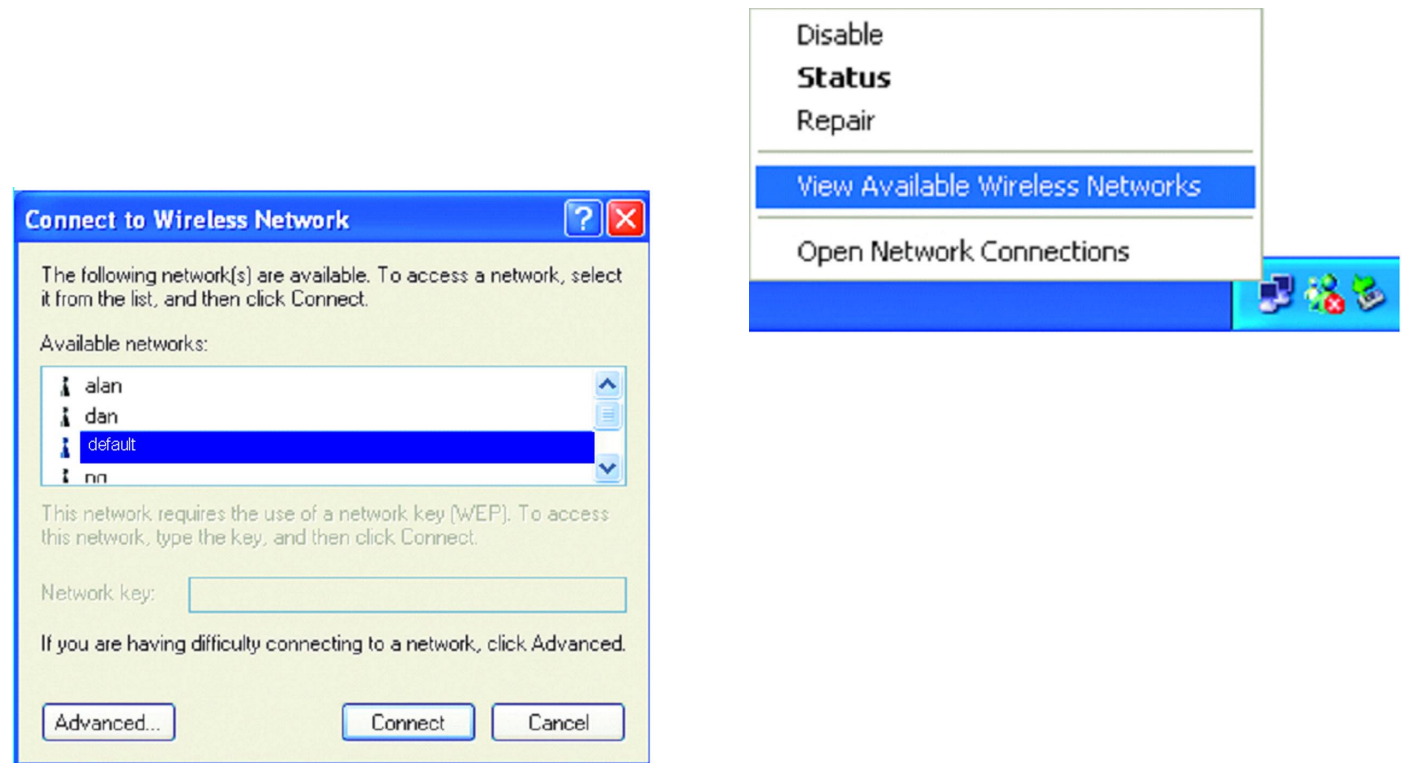 Disable
Status
Repair
View Available Wireless Networks
Open Network Connections
Connect to Wireless Network
The following network(s) are available. To access a network, select
it from the list, and then click Connect.
Available networks:
alan
dan
default
This network requires the use of a network key (WEP). To access
this network, type the key, and then click Connect.
Network key:
If you are having difficulty connecting to a network, click Advanced.
Advanced...
Connect
Cancel